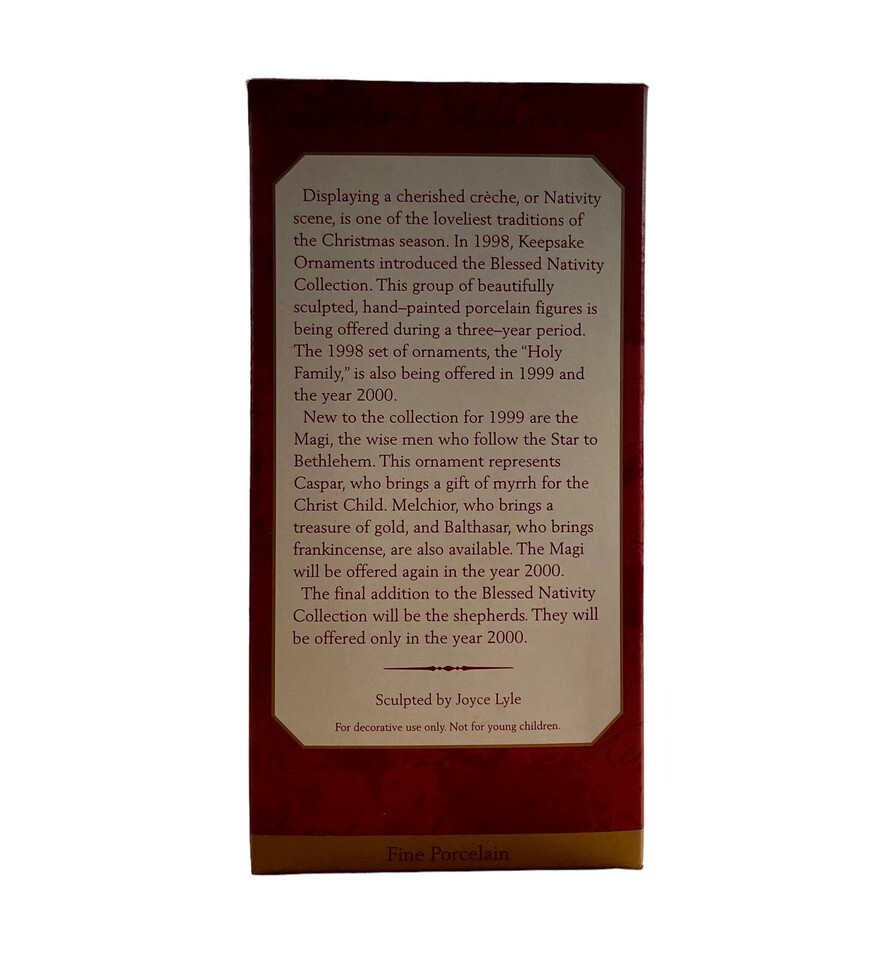 Displaying a cherished crèche, or Nativity
scene, is one of the loveliest traditions of
the Christmas season. In 1998, Keepsake
Ornaments introduced the Blessed Nativity
Collection. This group of beautifully
sculpted, hand–painted porcelain figures is
being offered during a three–year period.
The 1998 set of ornaments, the “Holy
Family,” is also being offered in 1999 and
the year 2000.
New to the collection for 1999 are the
Magi, the wise men who follow the Star to
Bethlehem. This ornament represents
Caspar, who brings a gift of myrrh for the
Christ Child. Melchior, who brings a
treasure of gold, and Balthasar, who brings
frankincense, are also available. The Magi
will be offered again in the year 2000.
The final addition to the Blessed Nativity
Collection will be the shepherds. They will
be offered only in the year 2000.
Sculpted by Joyce Lyle
For decorative use only. Not for young children.
Fine Porcelain